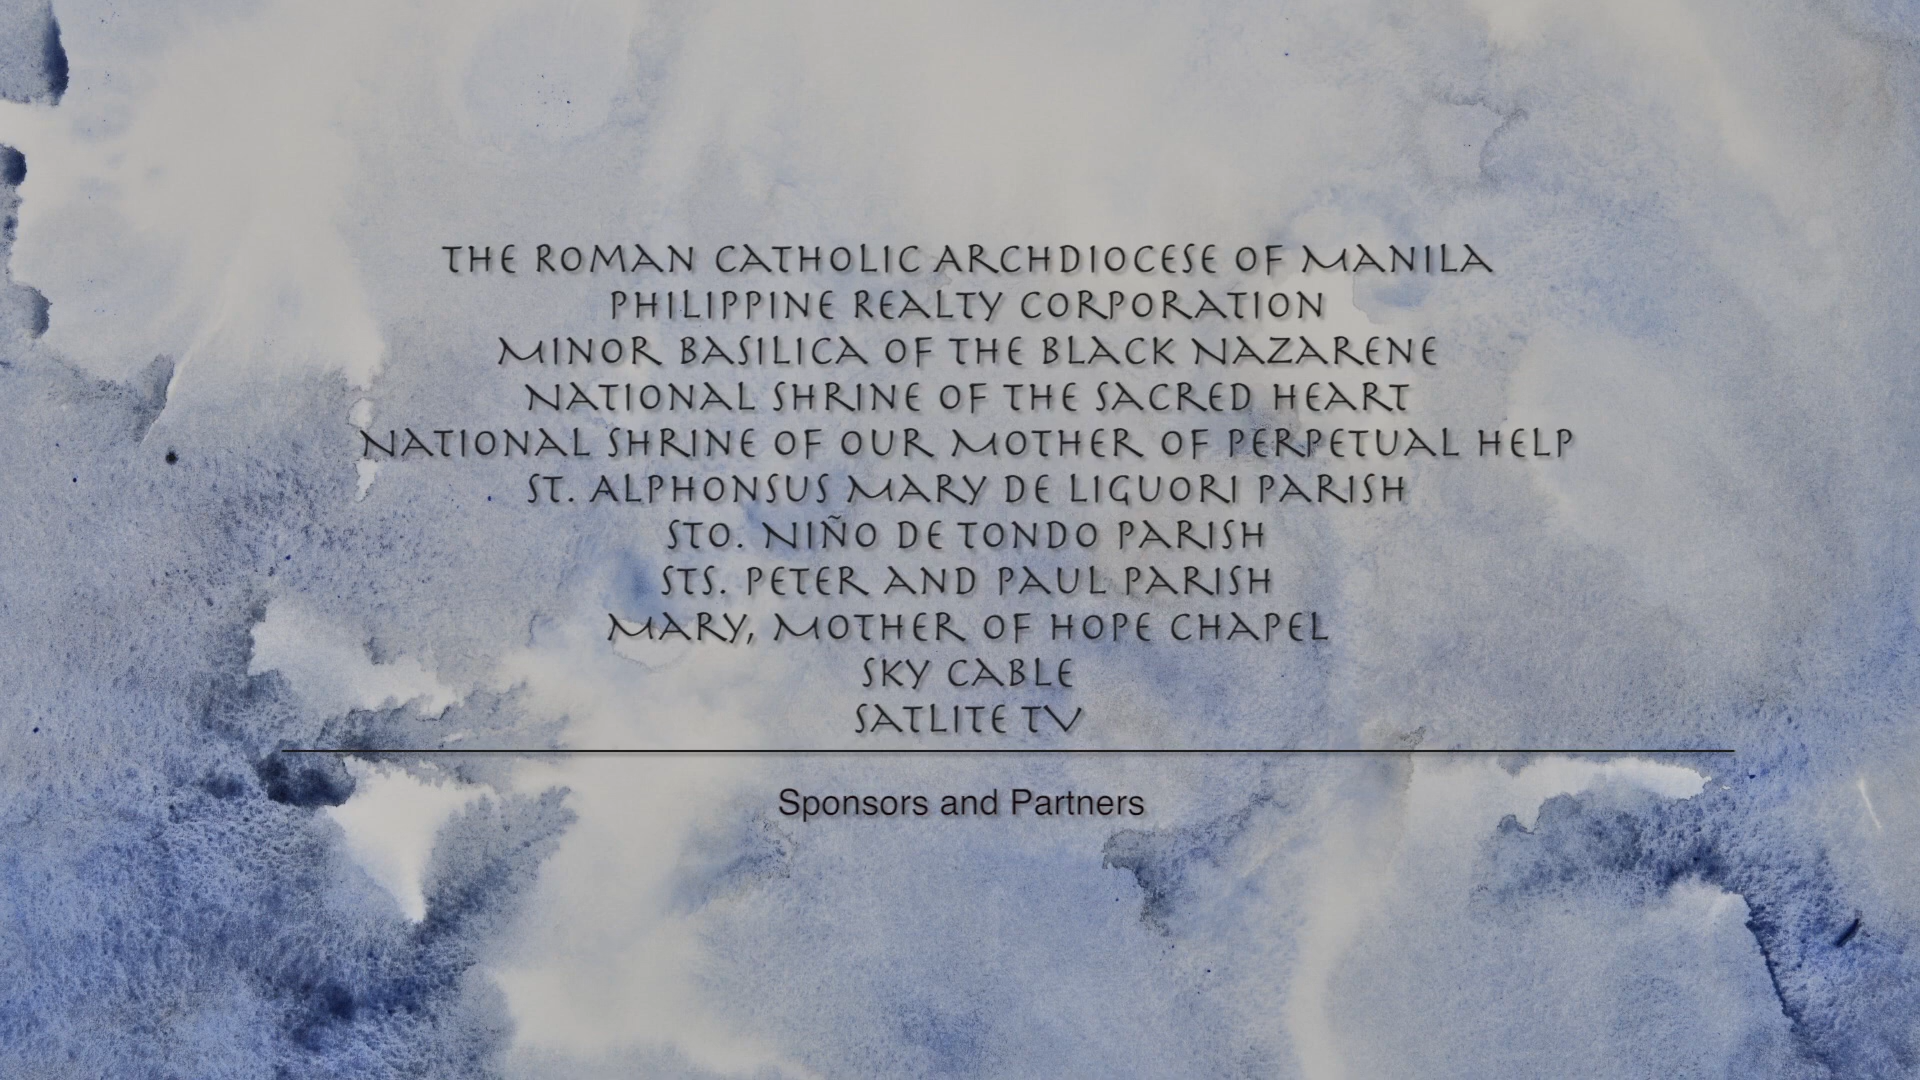 THE ROMAN CATHOLIC ARCHDIOCESE OF MANILA
PHILIPPINE REALTY CORPORATION
MINOR BASILICA OF THE BLACK NAZARENE
NATIONAL SHRINE OF THE SACRED HEART
NATIONAL SHRINE OF OUR MOTHER OF PERPETUAL HELP
ST. ALPHONSUS MARY DE LIGUORI PARISH
STO. NIÑO DE TONDO PARISH
STS. PETER AND PAUL PARISH
MARY, MOTHER OF HOPE CHAPEL
SKY CABLE
SATLITE TV
Sponsors and Partners